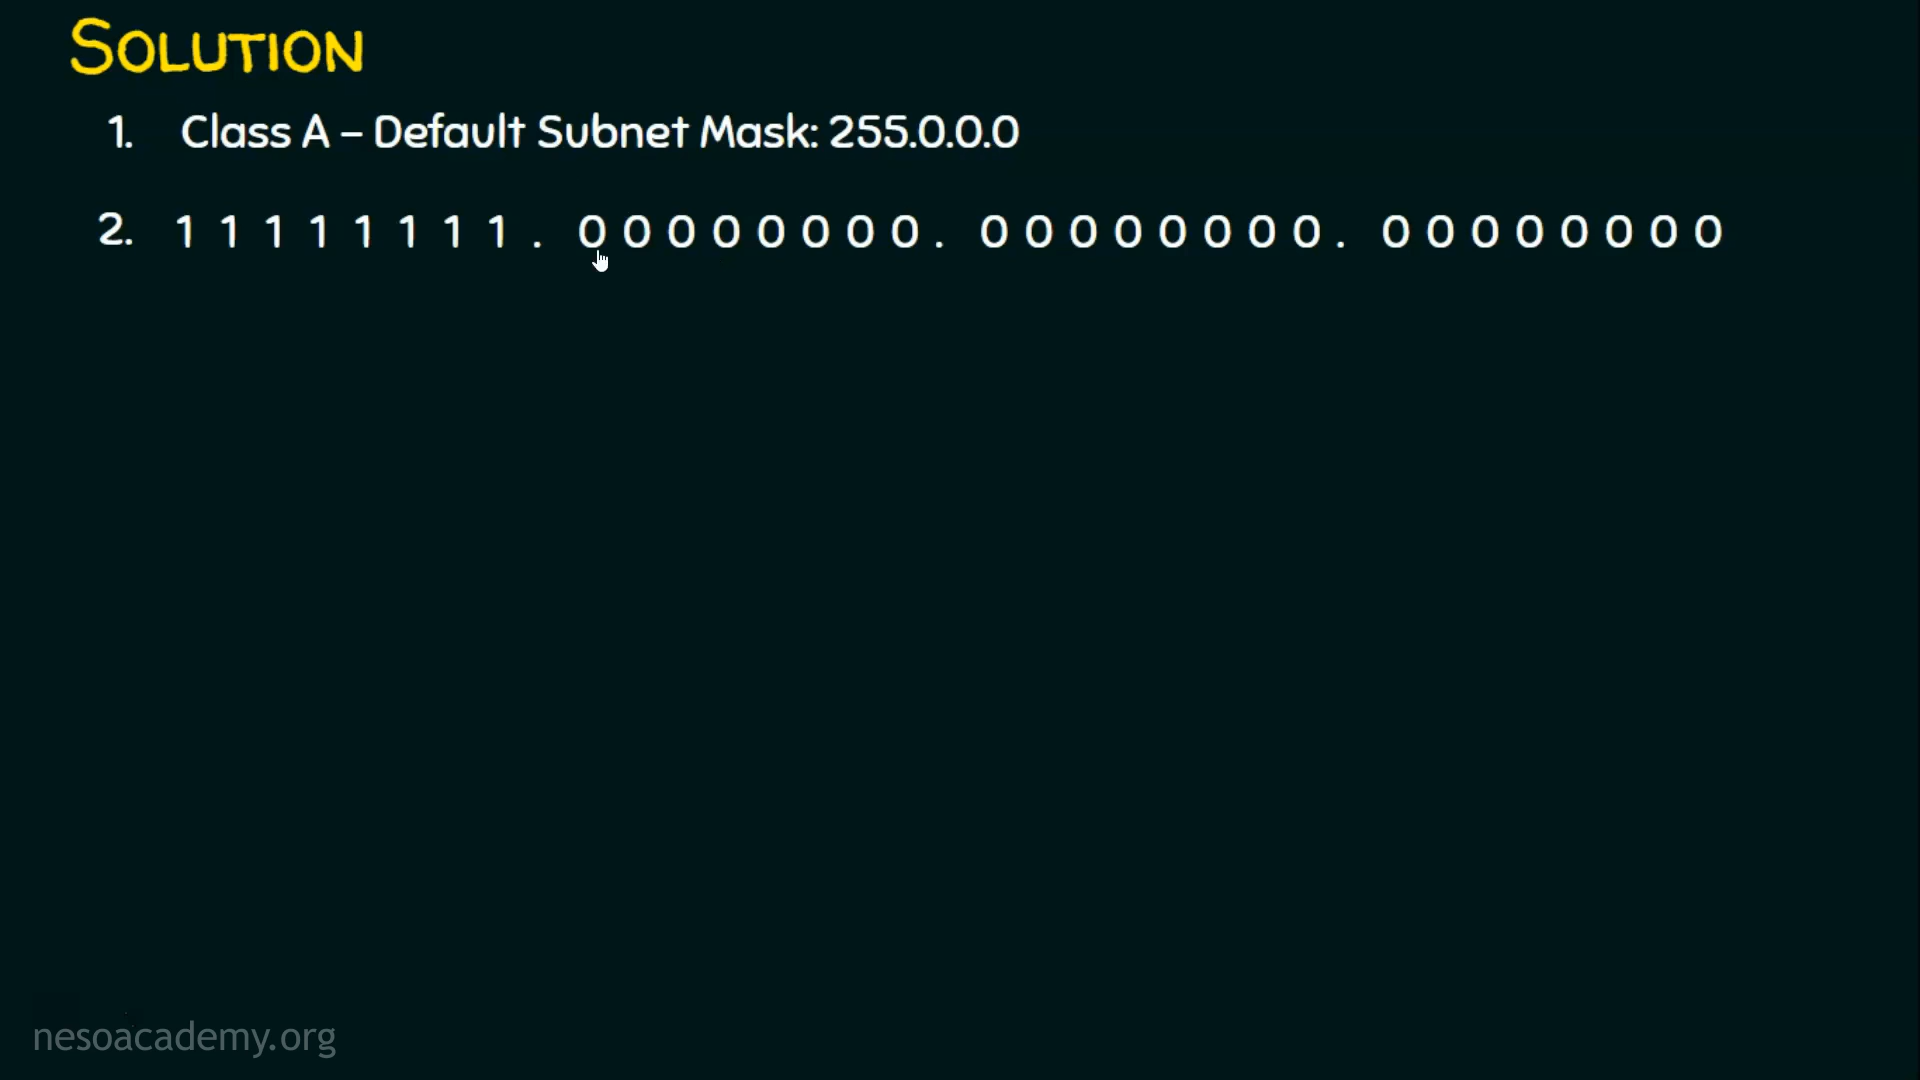 SOLUTION
1. Class A – Default Subnet Mask: 255.0.0.0
2. 1 1 1 1 1 1 1 1 . 0 0 0 0 0 0 0 0 . 0 0 0 0 0 0 0 0 . 0 0 0 0 0 0 0 0
nesoacademy.org